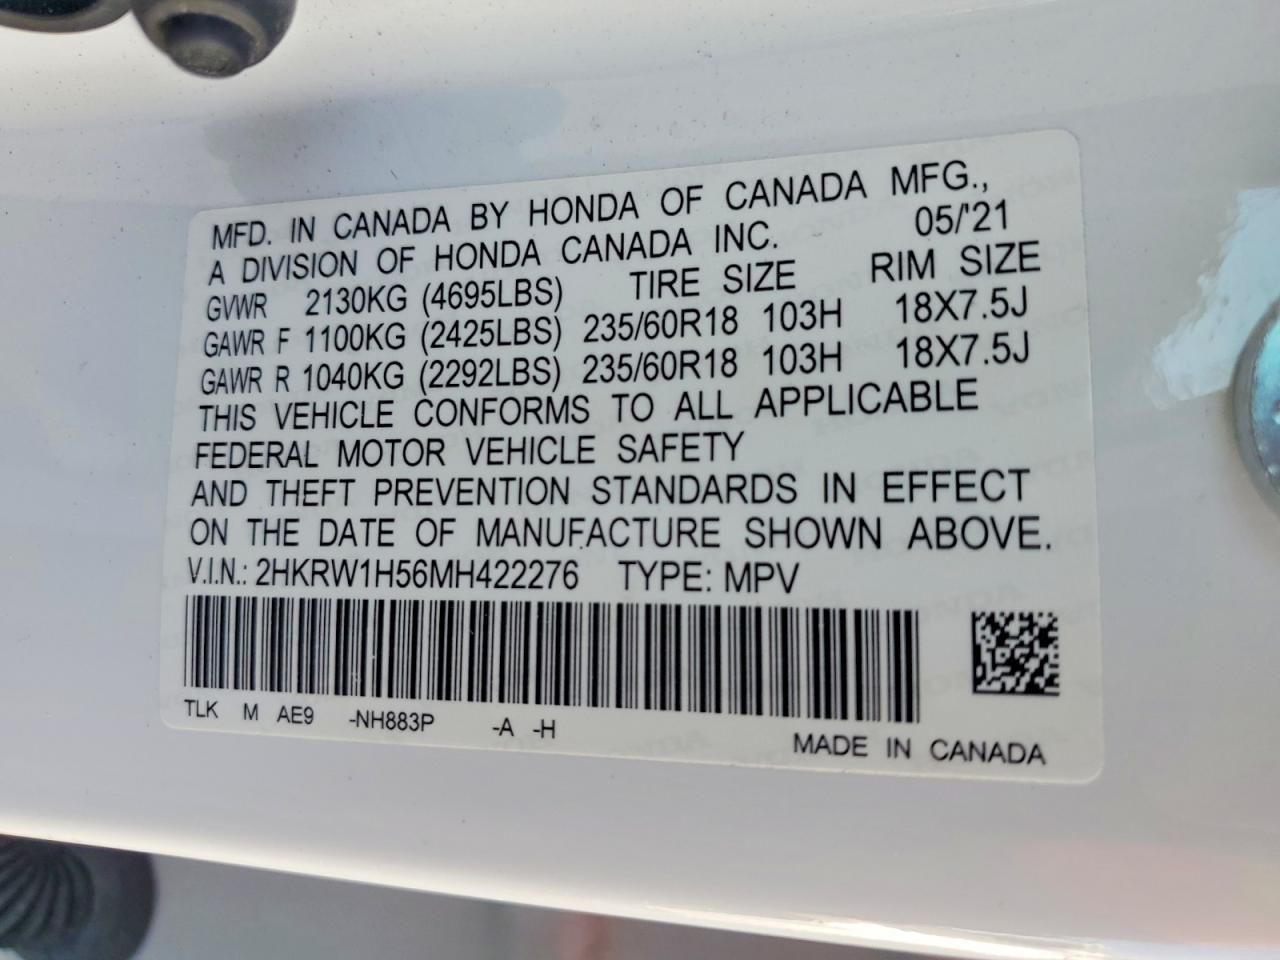 MFD. IN CANADA BY HONDA OF CANADA MFG.,
A DIVISION OF HONDA CANADA INC. 05/'21
GVWR 2130KG (4695LBS) TIRE SIZE RIM SIZE
GAWR F 1100KG (2425LBS) 235/60R18 103H 18X7.5J
GAWR R 1040KG (2292LBS) 235/60R18 103H 18X7.5J
THIS VEHICLE CONFORMS TO ALL APPLICABLE
FEDERAL MOTOR VEHICLE SAFETY
AND THEFT PREVENTION STANDARDS IN EFFECT
ON THE DATE OF MANUFACTURE SHOWN ABOVE.
V.I.N.: 2HKRW1H56MH422276 TYPE: MPV
TLK M AE9 -NH883P -A -H
MADE IN CANADA